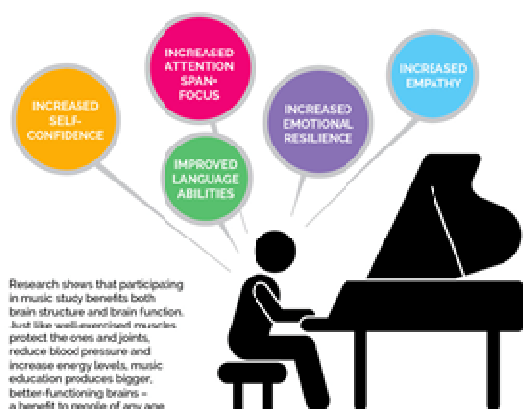 INCREASED
ATTENTION
SPAN-
FOCUS
INCREASED
EMPATHY
INCREASED
SELF-
CONFIDENCE
INCREASED
EMOTIONAL
RESILIENCE
IMPROVED
LANGUAGE
ABILITIES
Research shows that participating
in music study benefits both
brain structure and brain function.
Just like well-exercised muscles
protect the ones and joints,
reduce blood pressure and
increase energy levels, music
education produces bigger,
better-functioning brains –
a benefit to people of any age